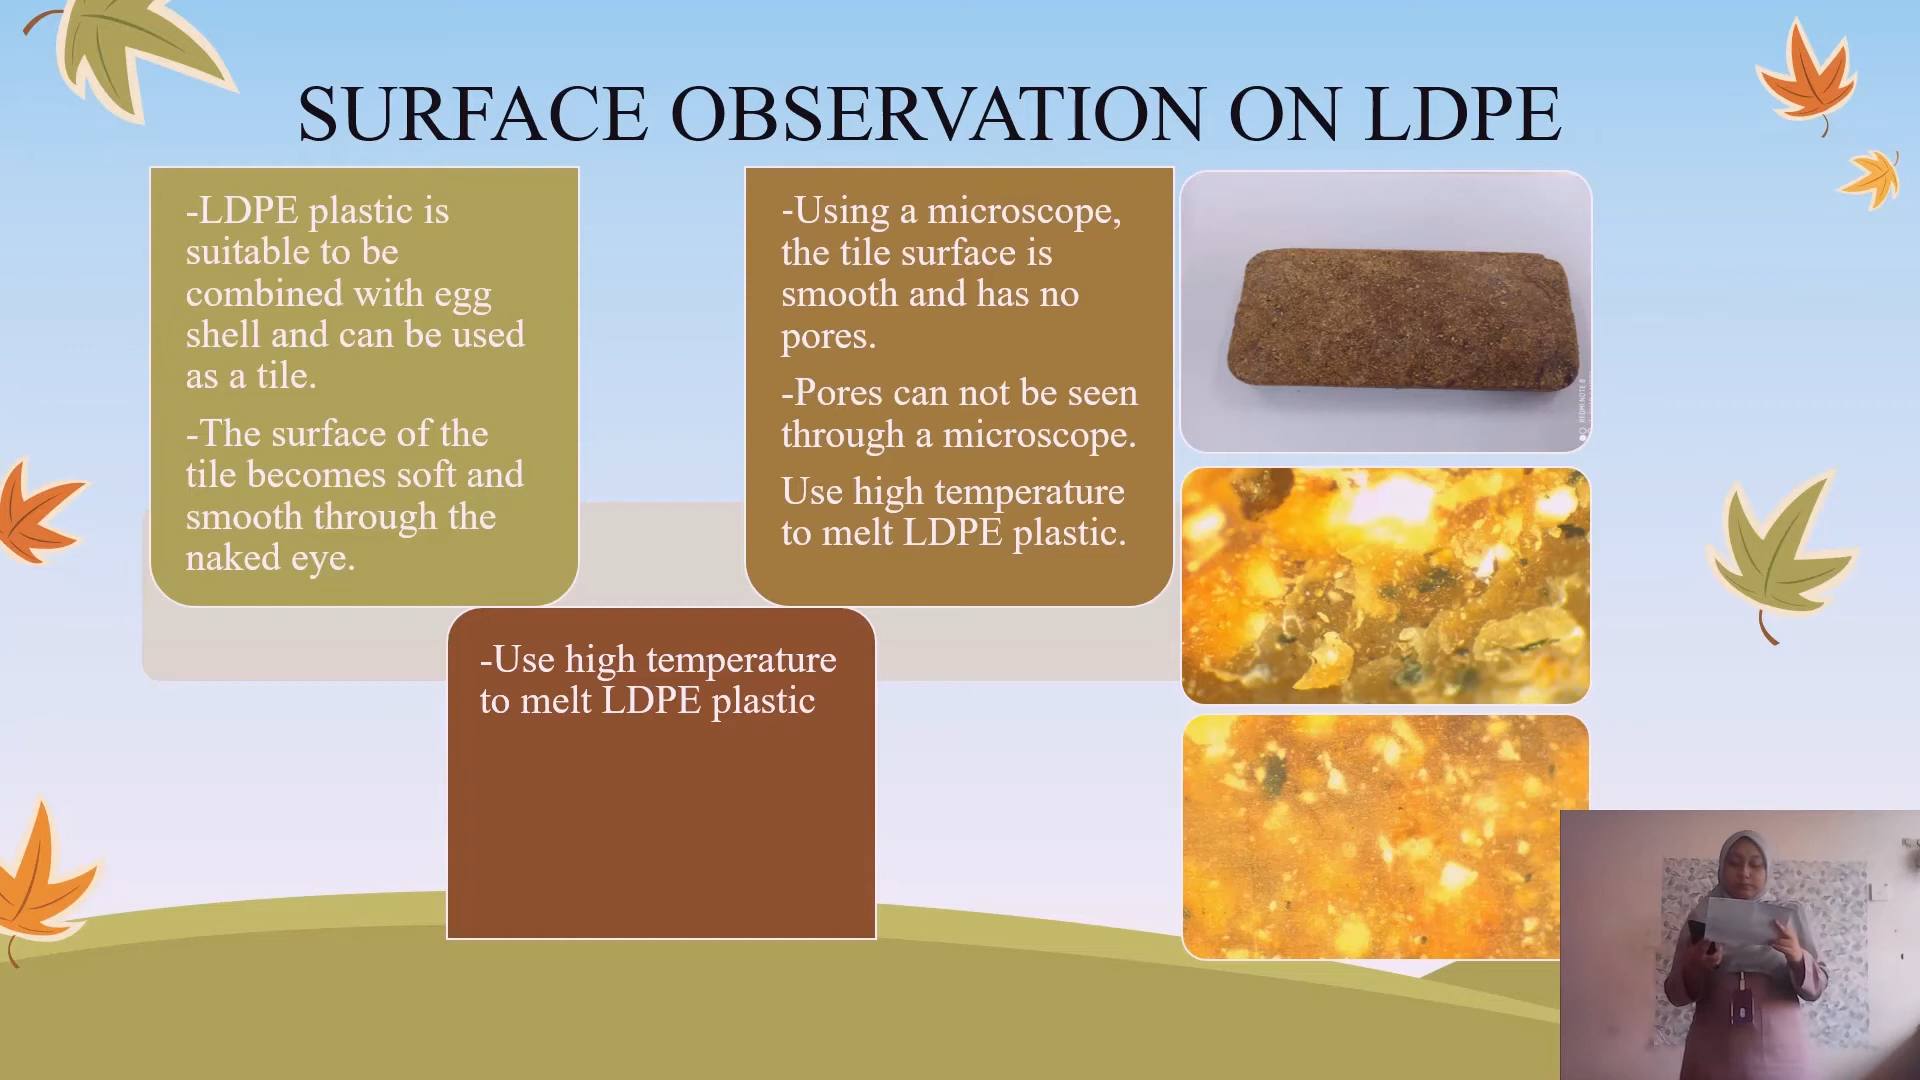 SURFACE OBSERVATION ON LDPE
-LDPE plastic is
suitable to be
combined with egg
shell and can be used
as a tile.
-The surface of the
tile becomes soft and
smooth through the
naked eye.
-Using a microscope,
the tile surface is
smooth and has no
pores.
-Pores can not be seen
through a microscope.
Use high temperature
to melt LDPE plastic.
-Use high temperature
to melt LDPE plastic
REDMI NOTE 8